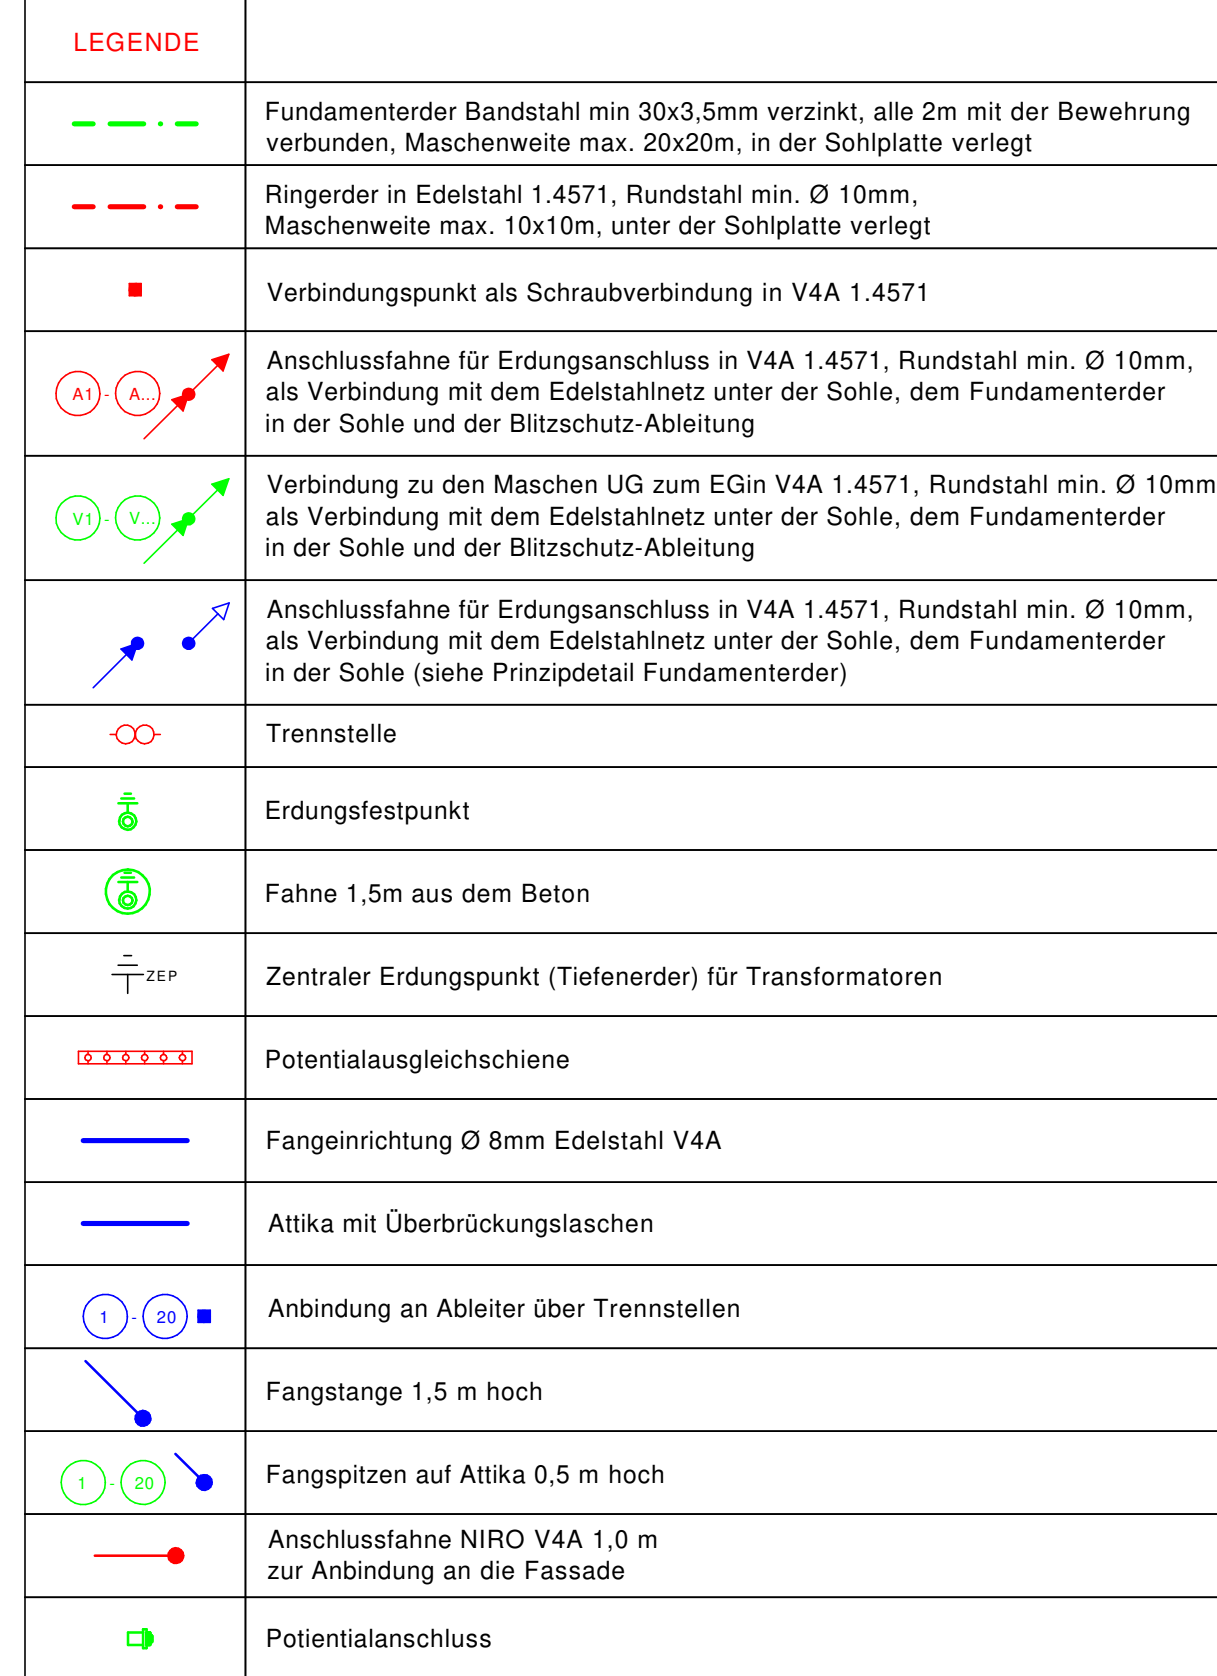 LEGENDE
Fundamenterder Bandstahl min 30x3,5mm verzinkt, alle 2m mit der Bewehrung
verbunden, Maschenweite max. 20x20m, in der Sohlplatte verlegt
Ringerder in Edelstahl 1.4571, Rundstahl min. Ø 10mm,
Maschenweite max. 10x10m, unter der Sohlplatte verlegt
Verbindungspunkt als Schraubverbindung in V4A 1.4571
Anschlussfahne für Erdungsanschluss in V4A 1.4571, Rundstahl min. Ø 10mm,
A1 - A... als Verbindung mit dem Edelstahlnetz unter der Sohle, dem Fundamenterder
in der Sohle und der Blitzschutz-Ableitung
Verbindung zu den Maschen UG zum EGin V4A 1.4571, Rundstahl min. Ø 10mm
V1 - V... als Verbindung mit dem Edelstahlnetz unter der Sohle, dem Fundamenterder
in der Sohle und der Blitzschutz-Ableitung
Anschlussfahne für Erdungsanschluss in V4A 1.4571, Rundstahl min. Ø 10mm,
als Verbindung mit dem Edelstahlnetz unter der Sohle, dem Fundamenterder
in der Sohle (siehe Prinzipdetail Fundamenterder)
Trennstelle
Erdungsfestpunkt
Fahne 1,5m aus dem Beton
ZEP Zentraler Erdungspunkt (Tiefenerder) für Transformatoren
Potentialausgleichschiene
Fangeinrichtung Ø 8mm Edelstahl V4A
Attika mit Überbrückungslaschen
1 - 20 Anbindung an Ableiter über Trennstellen
Fangstange 1,5 m hoch
1 - 20 Fangspitzen auf Attika 0,5 m hoch
Anschlussfahne NIRO V4A 1,0 m
zur Anbindung an die Fassade
Potientialanschluss